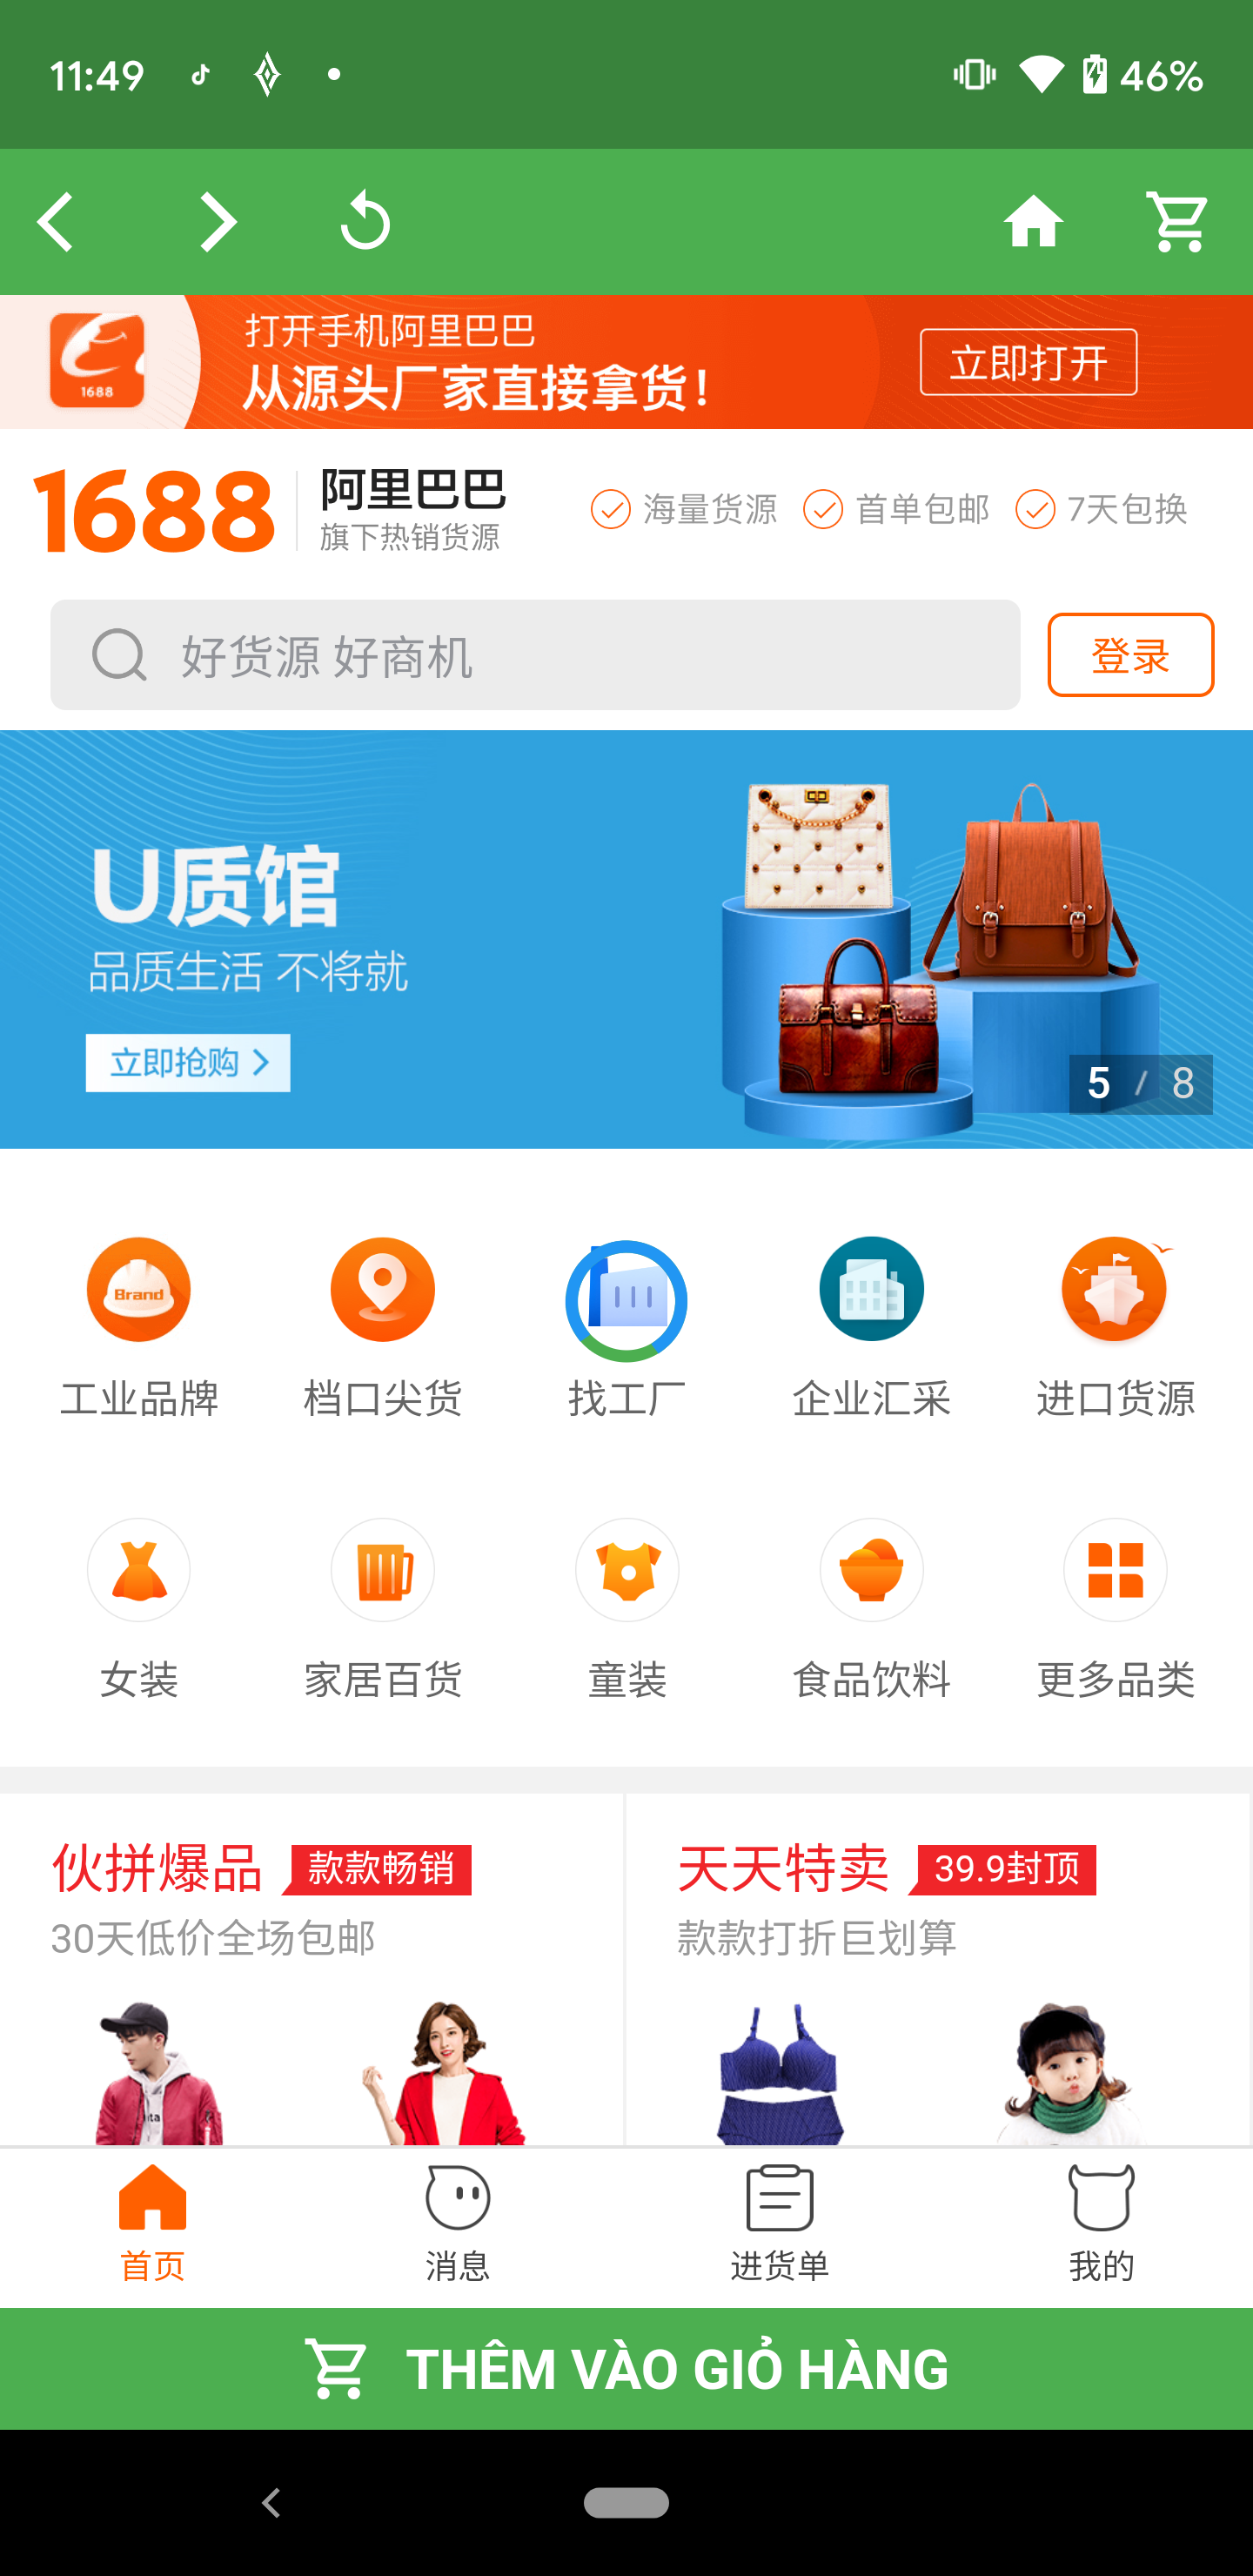 11:49
46%
打开手机阿里巴巴
从源头厂家直接拿货!
立即打开
1688
1688
阿里巴巴
旗下热销货源
海量货源
首单包邮
7天包换
好货源 好商机
登录
U质馆
品质生活 不将就
立即抢购
5 / 8
Brand
工业品牌
档口尖货
找工厂
企业汇采
进口货源
女装
家居百货
童装
食品饮料
更多品类
伙拼爆品
款款畅销
30天低价全场包邮
天天特卖
39.9封顶
款款打折巨划算
首页
消息
进货单
我的
THÊM VÀO GIỎ HÀNG